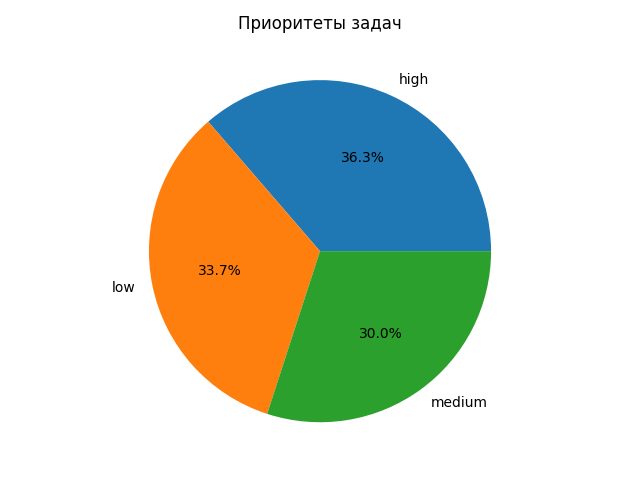 Приоритеты задач
high
36.3%
33.7%
low
30.0%
medium